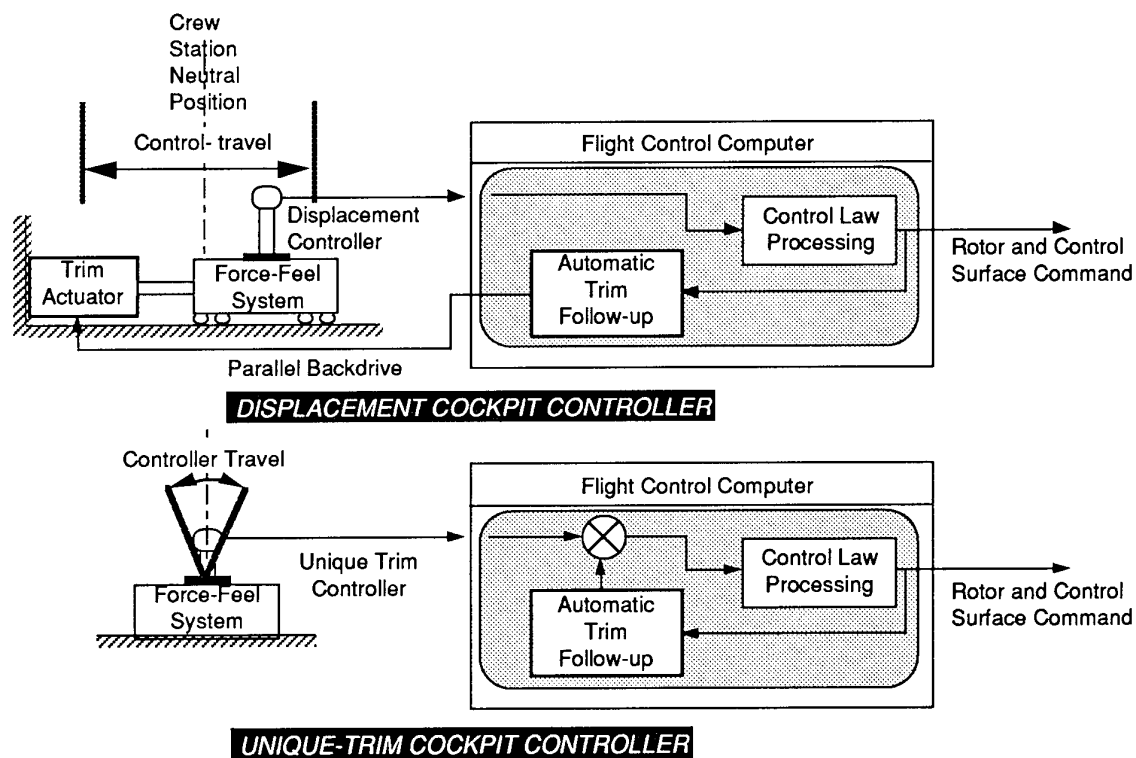 Crew
Station
Neutral
Position
Control- travel
Displacement
Controller
Trim
Actuator
Force-Feel
System
Parallel Backdrive
Flight Control Computer
Control Law
Processing
Automatic
Trim
Follow-up
Rotor and Control
Surface Command
DISPLACEMENT COCKPIT CONTROLLER
Controller Travel
Unique Trim
Controller
Force-Feel
System
Flight Control Computer
Control Law
Processing
Automatic
Trim
Follow-up
Rotor and Control
Surface Command
UNIQUE-TRIM COCKPIT CONTROLLER